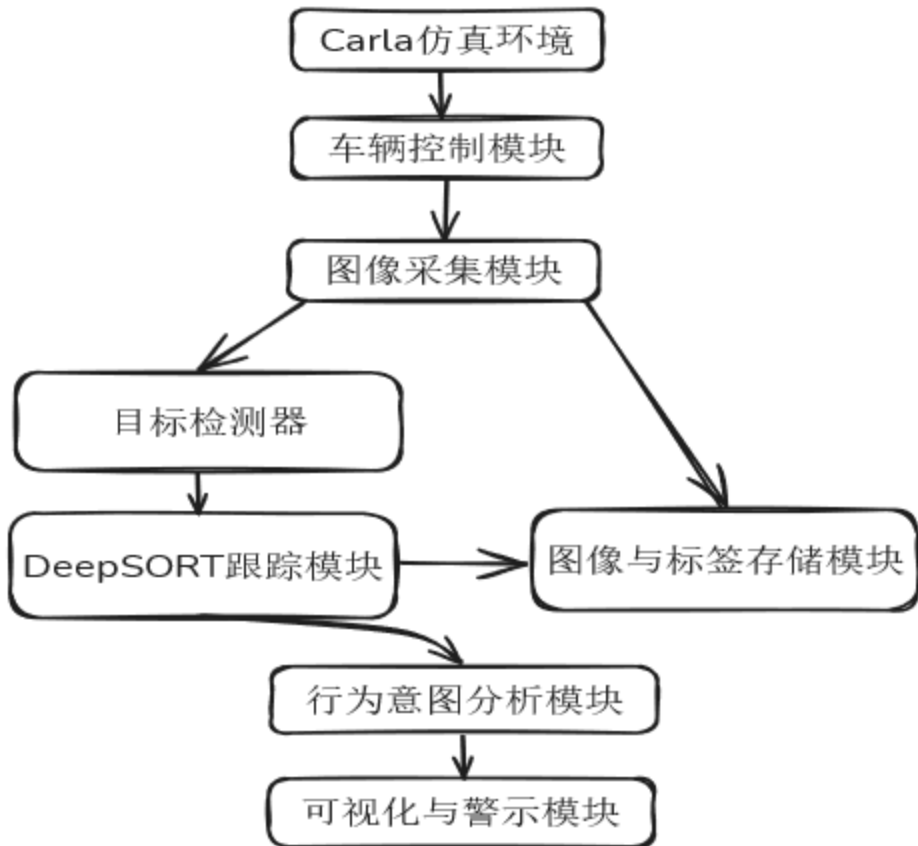 Carla仿真环境
车辆控制模块
图像采集模块
目标检测器
DeepSORT跟踪模块
图像与标签存储模块
行为意图分析模块
可视化与警示模块